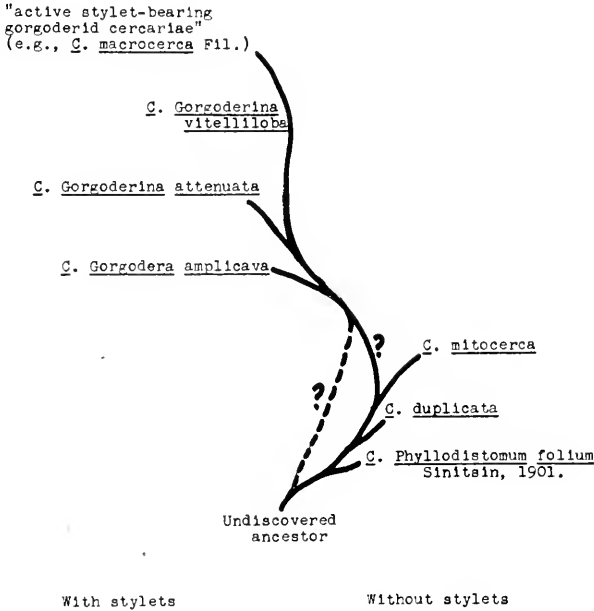 "active stylet-bearing
gorgoderid cercariae"
(e.g., C. macrocerca Fil.)
C. Gorgoderina
vitelliloba
C. Gorgoderina attenuata
C. Gorgodera amplicava
?
?
C. mitocerca
C. duplicata
C. Phyllodistomum folium
Sinitsin, 1901.
Undiscovered
ancestor
With stylets
Without stylets